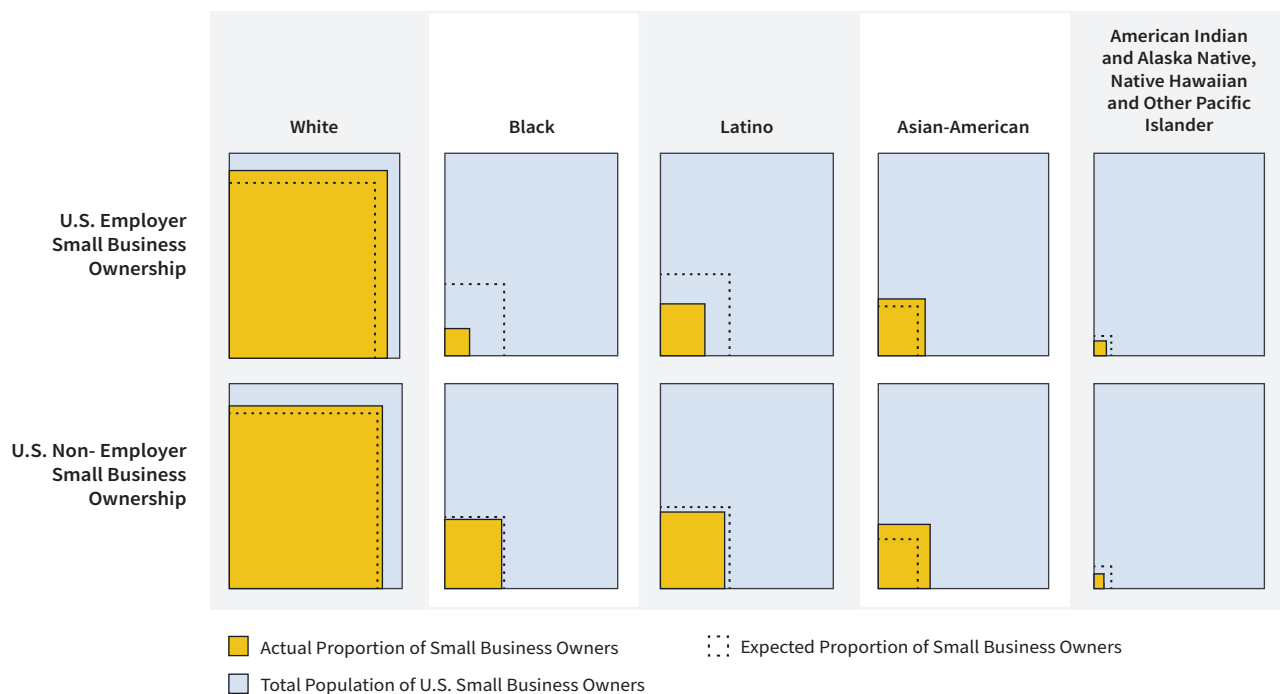 White
Black
Latino
Asian-American
American Indian
and Alaska Native,
Native Hawaiian
and Other Pacific
Islander
U.S. Employer
Small Business
Ownership
U.S. Non- Employer
Small Business
Ownership
Actual Proportion of Small Business Owners
Expected Proportion of Small Business Owners
Total Population of U.S. Small Business Owners